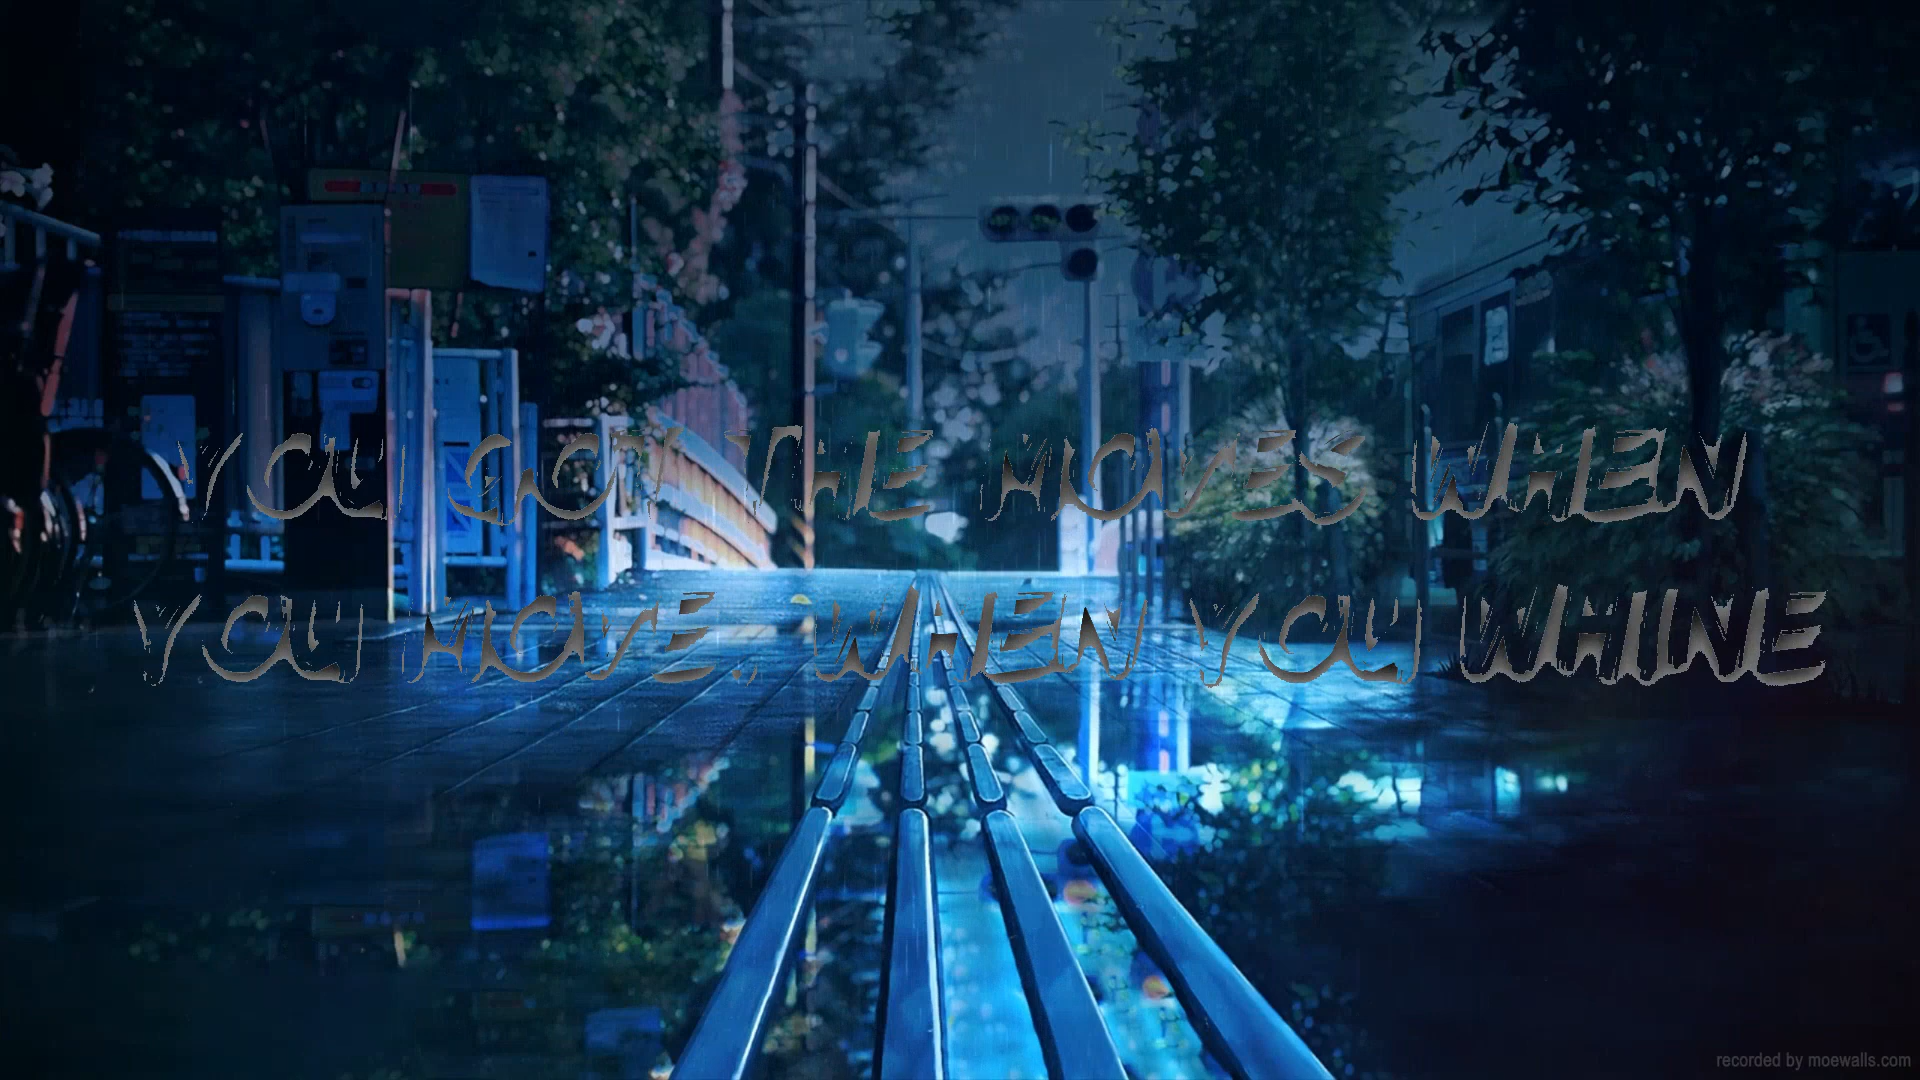 YOU GOT THE MOVES WHEN
YOU MOVE, WHEN YOU WHINE
recorded by moewalls.com